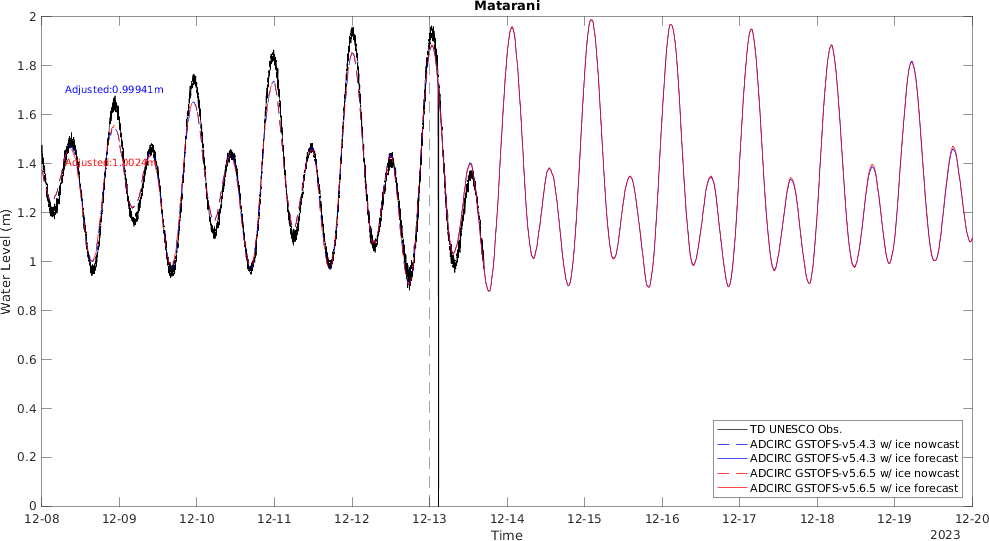 Matarani
2
1.8
1.6
1.4
1.2
1
0.8
0.6
0.4
0.2
0
Water Level (m)
Adjusted:0.99941m
Adjusted:1.0024m
TD UNESCO Obs.
ADCIRC GSTOFS-v5.4.3 w/ ice nowcast
ADCIRC GSTOFS-v5.4.3 w/ ice forecast
ADCIRC GSTOFS-v5.6.5 w/ ice nowcast
ADCIRC GSTOFS-v5.6.5 w/ ice forecast
12-08 12-09 12-10 12-11 12-12 12-13 12-14 12-15 12-16 12-17 12-18 12-19 12-20
Time
2023